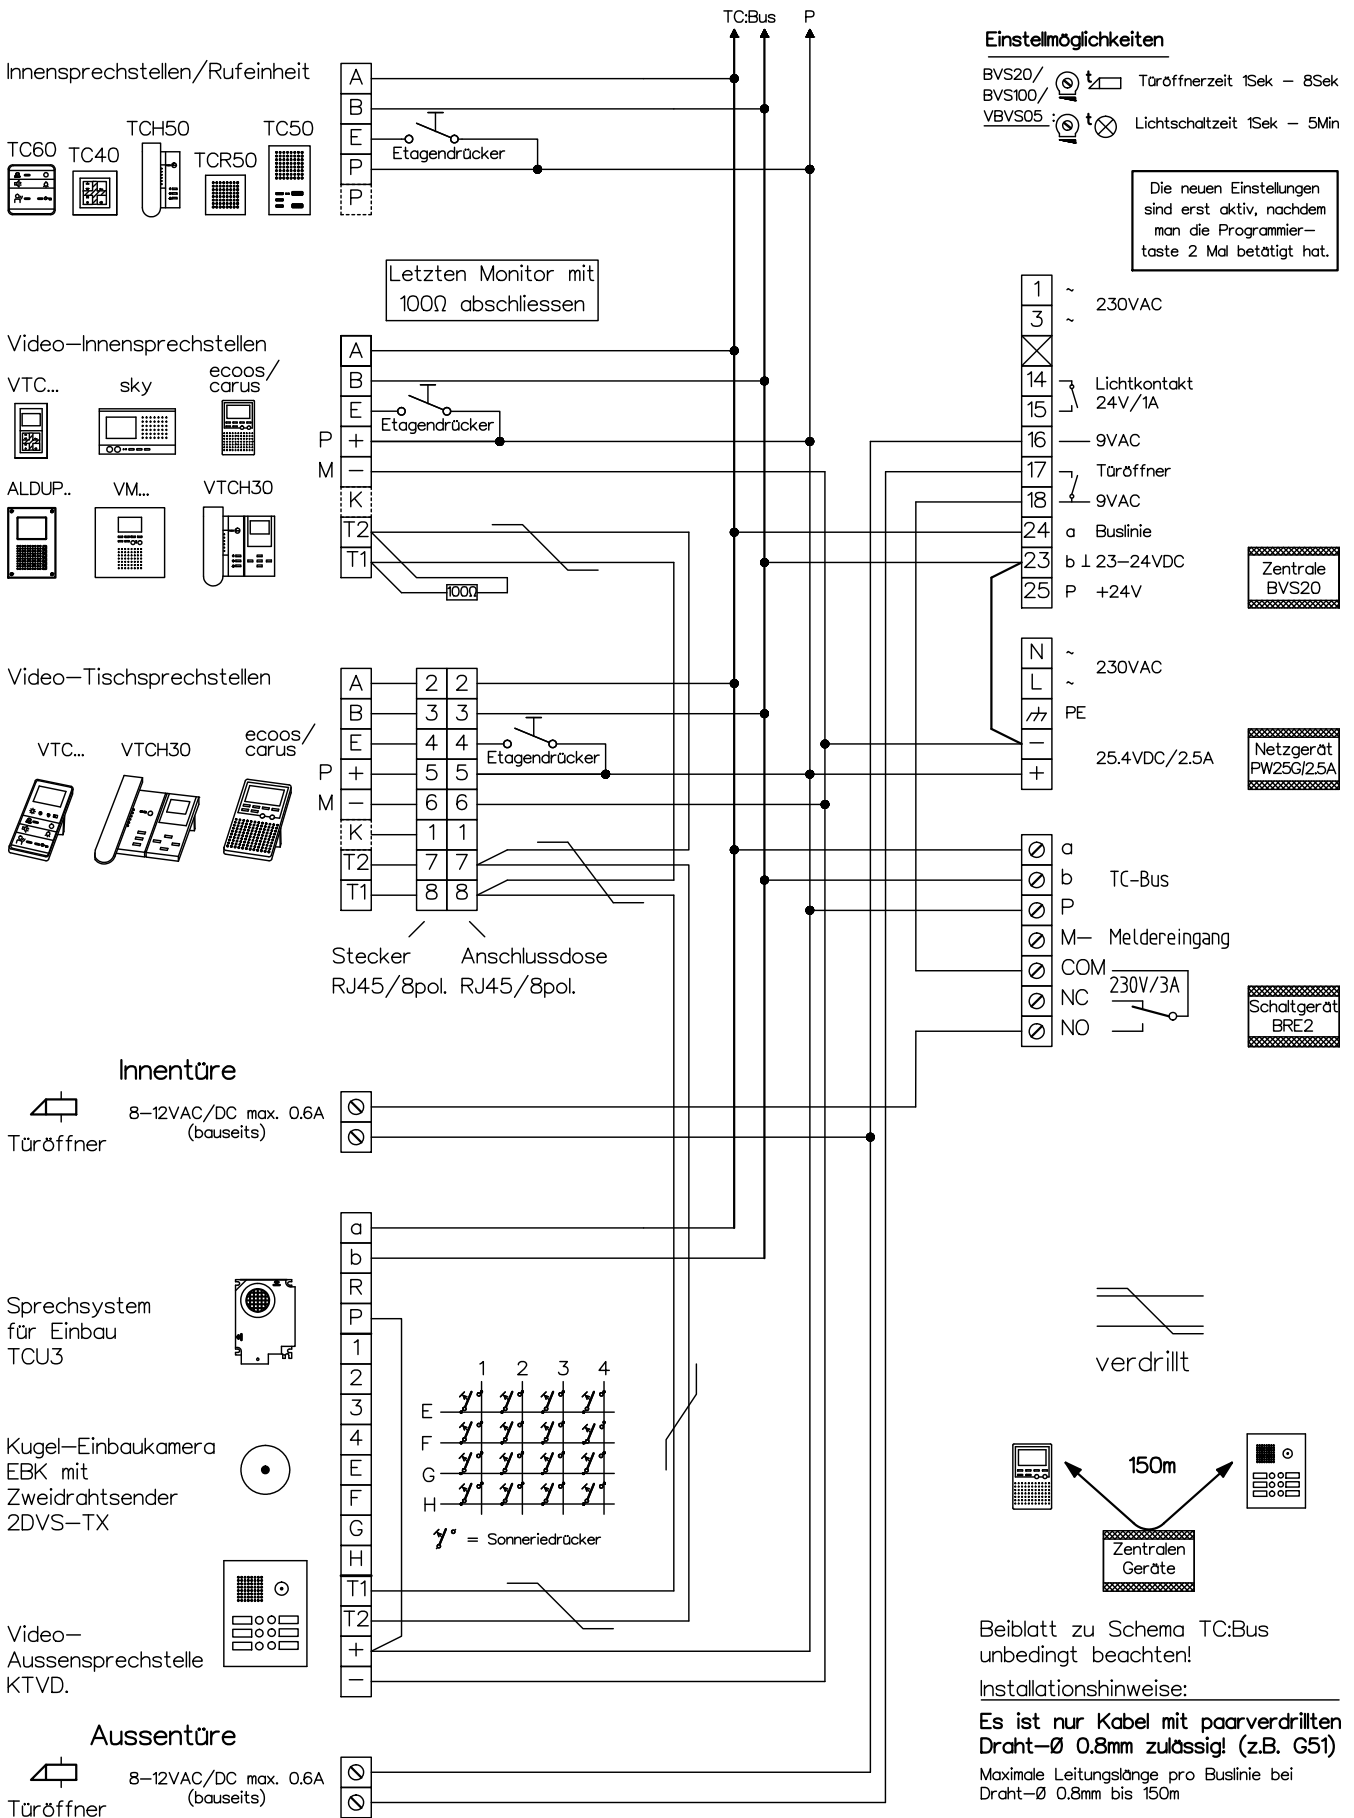 TC:Bus P
Innensprechstellen/Rufeinheit
TC60 TC40 TCH50 TCR50 TC50
A
B
E
P
P
Etagendrücker
Einstellmöglichkeiten
BVS20/
BVS100/
VBVS05 :
t Türöffnerzeit 1Sek – 8Sek
t Lichtschaltzeit 1Sek – 5Min
Die neuen Einstellungen
sind erst aktiv, nachdem
man die Programmier–
taste 2 Mal betätigt hat.
Letzten Monitor mit
100Ω abschliessen
Video–Innensprechstellen
VTC... sky ecoos/
carus
ALDUP.. VM... VTCH30
A
B
E
P +
M –
K
T2
T1
Etagendrücker
100Ω
1 ~
3 ~
230VAC
14
15
Lichtkontakt
24V/1A
16 9VAC
17 Türöffner
18 9VAC
24 a Buslinie
23 b ⊥ 23–24VDC
25 P +24V
Zentrale
BVS20
Video–Tischsprechstellen
VTC... VTCH30 ecoos/
carus
A 2 2
B 3 3
E 4 4
P + 5 5
M – 6 6
K 1 1
T2 7 7
T1 8 8
Etagendrücker
Stecker
RJ45/8pol.
Anschlussdose
RJ45/8pol.
N ~
L ~
230VAC
PE
–
+
25.4VDC/2.5A
Netzgerät
PW25G/2.5A
a
b TC-Bus
P
M– Meldereingang
COM
NC
NO
230V/3A
Schaltgerät
BRE2
Innentüre
Türöffner
8–12VAC/DC max. 0.6A
(bauseits)
a
b
R
P
1
2
3
4
E
F
G
H
T1
T2
+
–
Sprechsystem
für Einbau
TCU3
Kugel–Einbaukamera
EBK mit
Zweidrahtsender
2DVS–TX
Video–
Aussensprechstelle
KTVD.
1 2 3 4
E
F
G
H
= Sonneriedrücker
verdrillt
150m
Zentralen
Geräte
Beiblatt zu Schema TC:Bus
unbedingt beachten!
Installationshinweise:
Es ist nur Kabel mit paarverdrillten
Draht–Ø 0.8mm zulässig! (z.B. G51)
Maximale Leitungslänge pro Buslinie bei
Draht–Ø 0.8mm bis 150m
Aussentüre
Türöffner
8–12VAC/DC max. 0.6A
(bauseits)